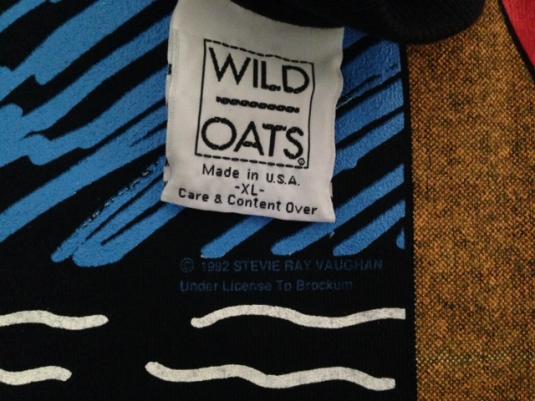 WILD
OATS®
Made in U.S.A.
-XL-
Care & Content Over
© 1992 STEVIE RAY VAUGHAN
Under License To Brockum